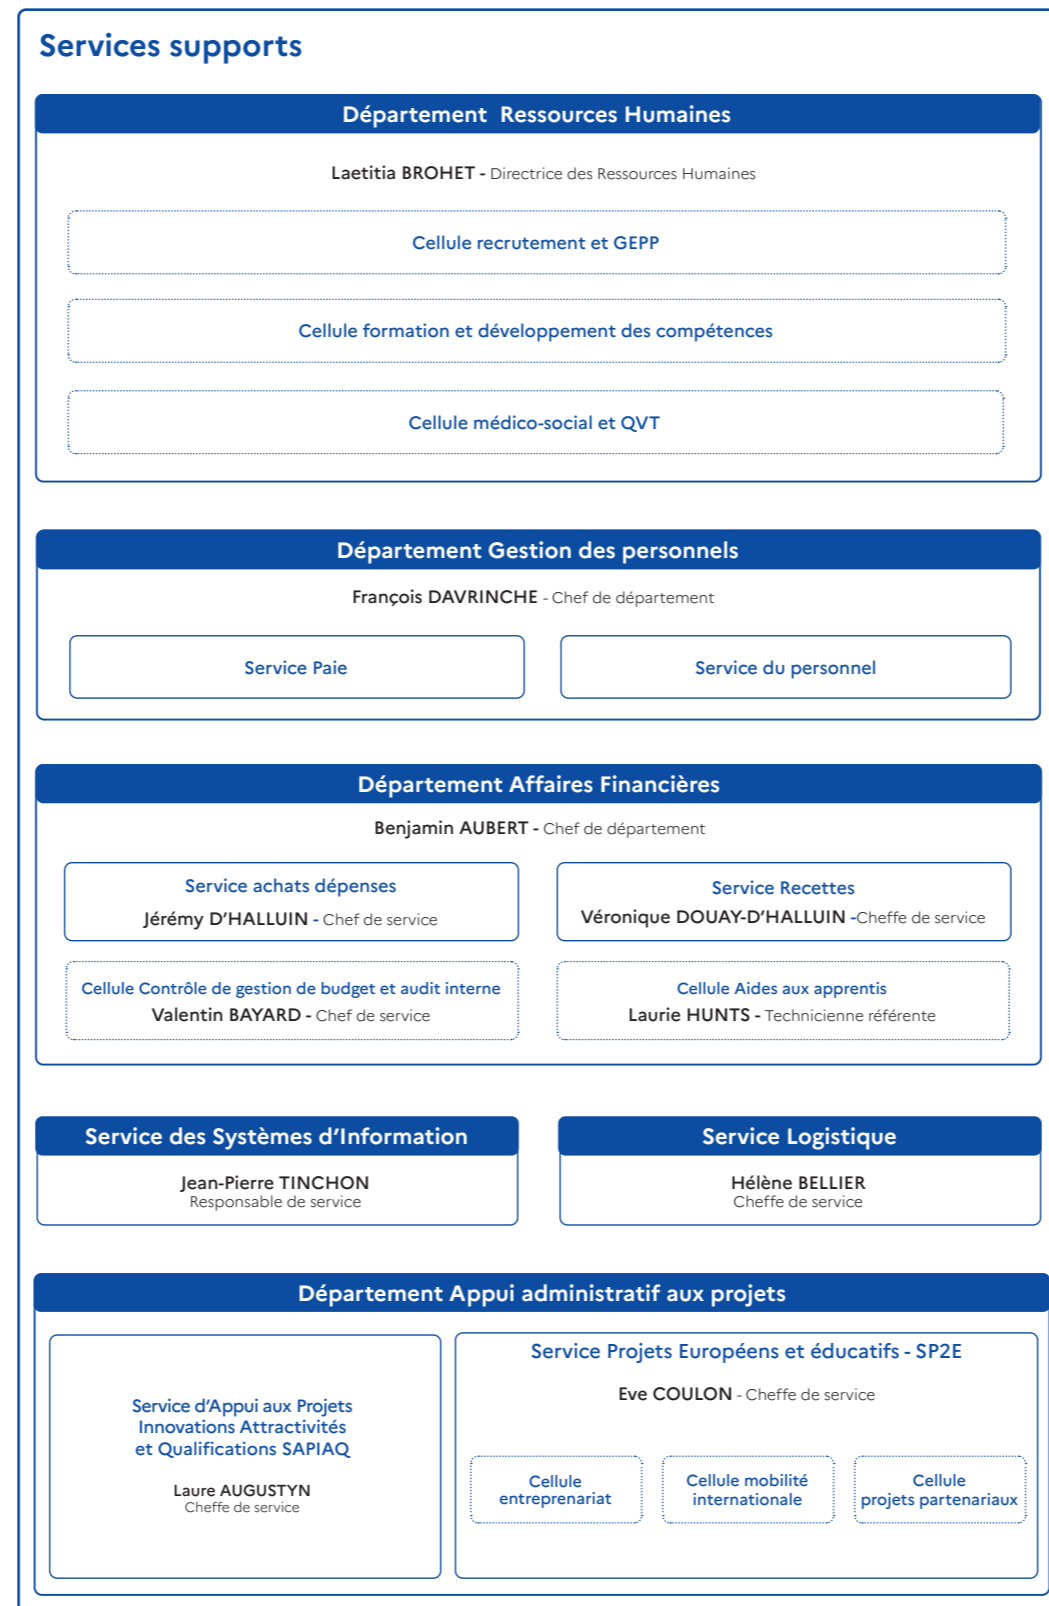 Services supports
Département Ressources Humaines
Laetitia BROHET - Directrice des Ressources Humaines
Cellule recrutement et GEPP
Cellule formation et développement des compétences
Cellule médico-social et QVT
Département Gestion des personnels
François DAVRINCHE - Chef de département
Service Paie
Service du personnel
Département Affaires Financières
Benjamin AUBERT - Chef de département
Service achats dépenses
Jérémy D'HALLUIN - Chef de service
Service Recettes
Véronique DOUAY-D'HALLUIN -Cheffe de service
Cellule Contrôle de gestion de budget et audit interne
Valentin BAYARD - Chef de service
Cellule Aides aux apprentis
Laurie HUNTS - Technicienne référente
Service des Systèmes d'Information
Jean-Pierre TINCHON
Responsable de service
Service Logistique
Hélène BELLIER
Cheffe de service
Département Appui administratif aux projets
Service d'Appui aux Projets
Innovations Attractivités
et Qualifications SAPIAQ
Laure AUGUSTYN
Cheffe de service
Service Projets Européens et éducatifs - SP2E
Eve COULON - Cheffe de service
Cellule
entreprenariat
Cellule mobilité
internationale
Cellule
projets partenariaux